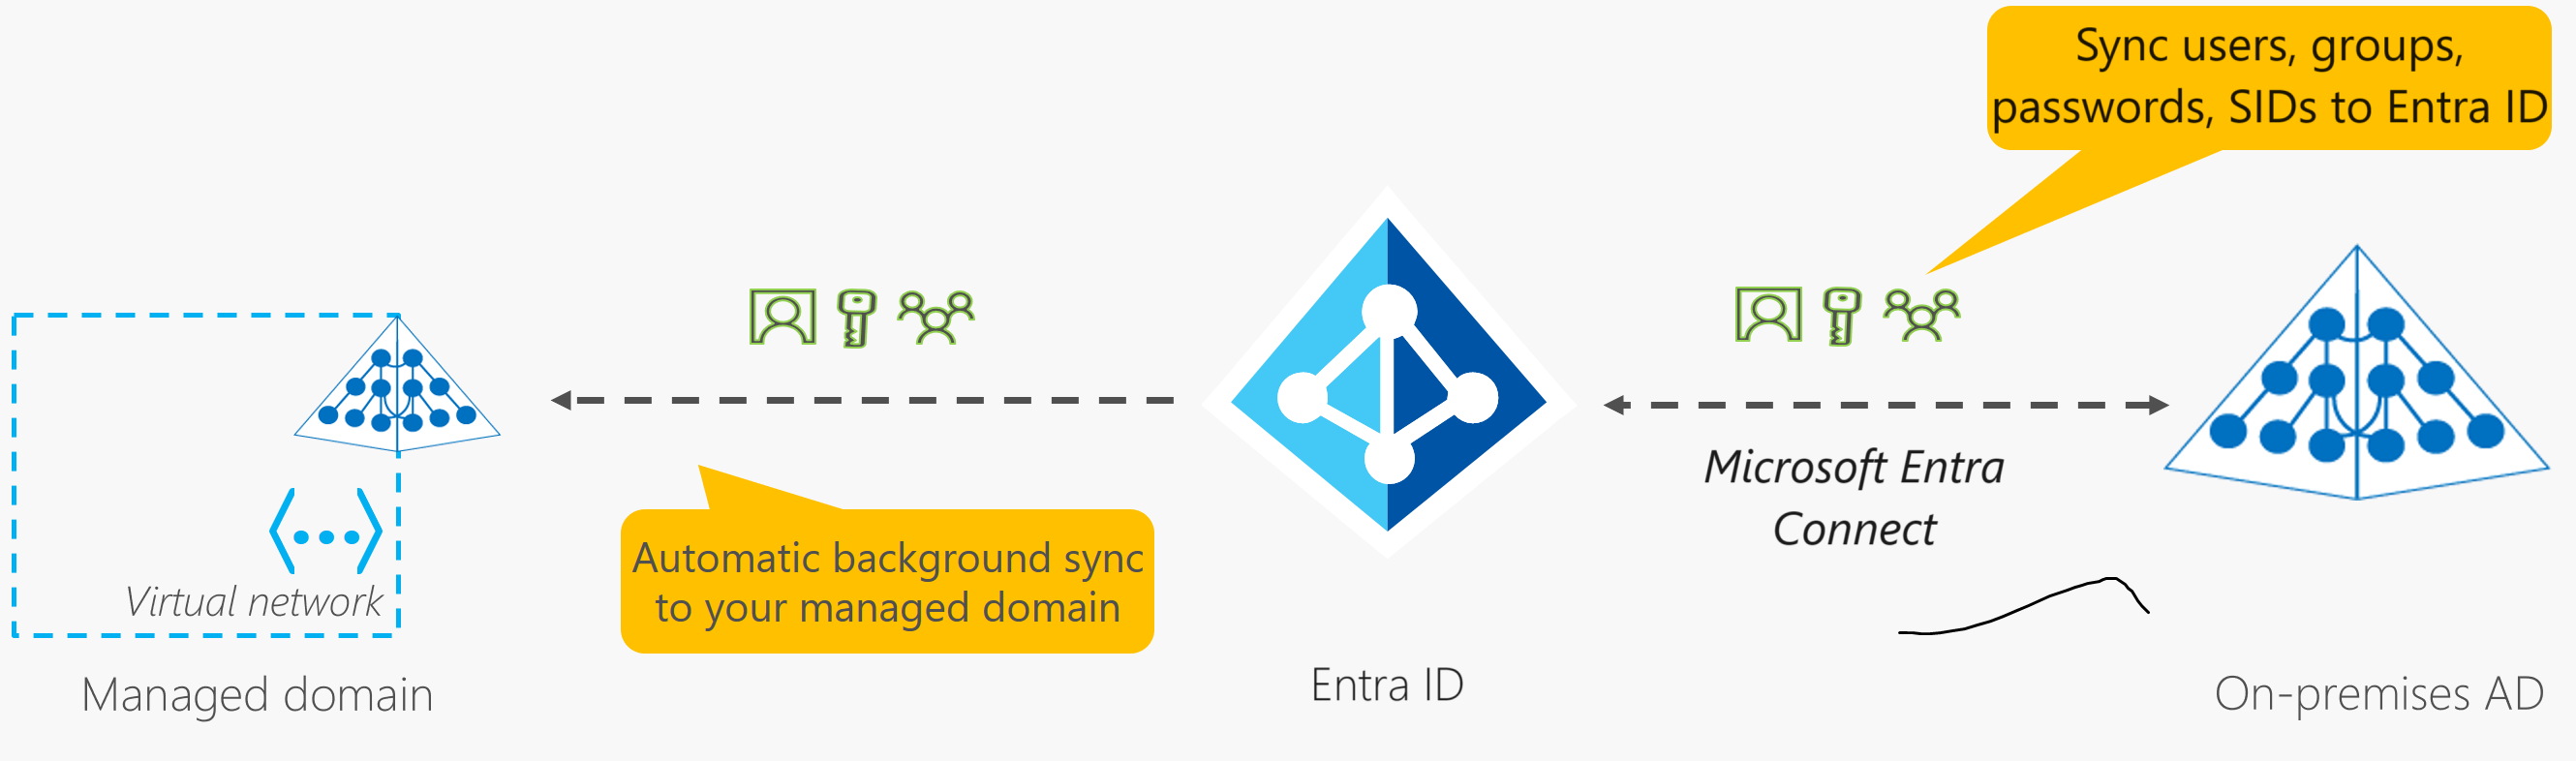 Sync users, groups,
passwords, SIDs to Entra ID
Microsoft Entra
Connect
Automatic background sync
to your managed domain
Virtual network
Managed domain
Entra ID
On-premises AD